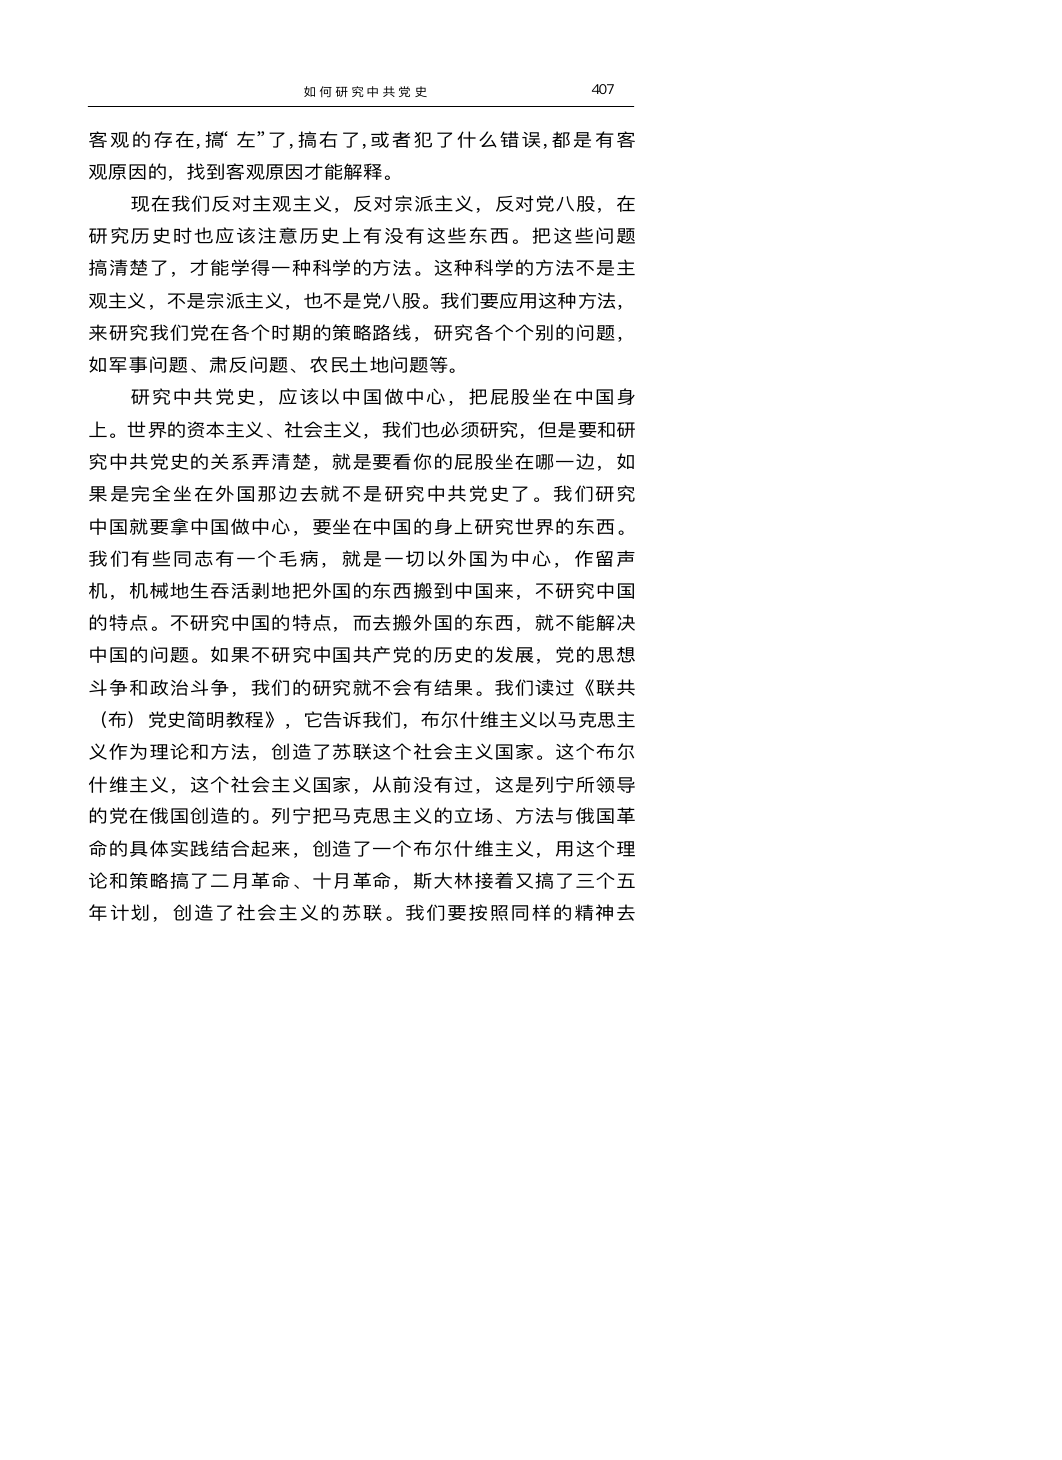 如何研究中共党史 407
客观的存在,搞“左”了,搞右了,或者犯了什么错误,都是有客
观原因的，找到客观原因才能解释。
现在我们反对主观主义，反对宗派主义，反对党八股，在
研究历史时也应该注意历史上有没有这些东西。把这些问题
搞清楚了，才能学得一种科学的方法。这种科学的方法不是主
观主义，不是宗派主义，也不是党八股。我们要应用这种方法，
来研究我们党在各个时期的策略路线，研究各个个别的问题，
如军事问题、肃反问题、农民土地问题等。
研究中共党史，应该以中国做中心，把屁股坐在中国身
上。世界的资本主义、社会主义，我们也必须研究，但是要和研
究中共党史的关系弄清楚，就是要看你的屁股坐在哪一边，如
果是完全坐在外国那边去就不是研究中共党史了。我们研究
中国就要拿中国做中心，要坐在中国的身上研究世界的东西。
我们有些同志有一个毛病，就是一切以外国为中心，作留声
机，机械地生吞活剥地把外国的东西搬到中国来，不研究中国
的特点。不研究中国的特点，而去搬外国的东西，就不能解决
中国的问题。如果不研究中国共产党的历史的发展，党的思想
斗争和政治斗争，我们的研究就不会有结果。我们读过《联共
（布）党史简明教程》，它告诉我们，布尔什维主义以马克思主
义作为理论和方法，创造了苏联这个社会主义国家。这个布尔
什维主义，这个社会主义国家，从前没有过，这是列宁所领导
的党在俄国创造的。列宁把马克思主义的立场、方法与俄国革
命的具体实践结合起来，创造了一个布尔什维主义，用这个理
论和策略搞了二月革命、十月革命，斯大林接着又搞了三个五
年计划，创造了社会主义的苏联。我们要按照同样的精神去